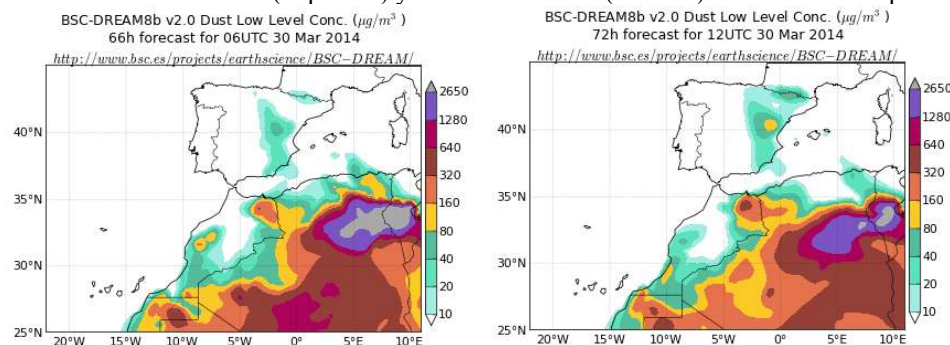 BSC-DREAM8b v2.0 Dust Low Level Conc. (μg/m³ )
66h forecast for 06UTC 30 Mar 2014
http://www.bsc.es/projects/earthscience/BSC−DREAM/
40°N
35°N
30°N
25°N
20°W 15°W 10°W 5°W 0° 5°E 10°E
2650
1280
640
320
160
80
40
20
10
BSC-DREAM8b v2.0 Dust Low Level Conc. (μg/m³ )
72h forecast for 12UTC 30 Mar 2014
http://www.bsc.es/projects/earthscience/BSC−DREAM/
40°N
35°N
30°N
25°N
20°W 15°W 10°W 5°W 0° 5°E 10°E
2650
1280
640
320
160
80
40
20
10